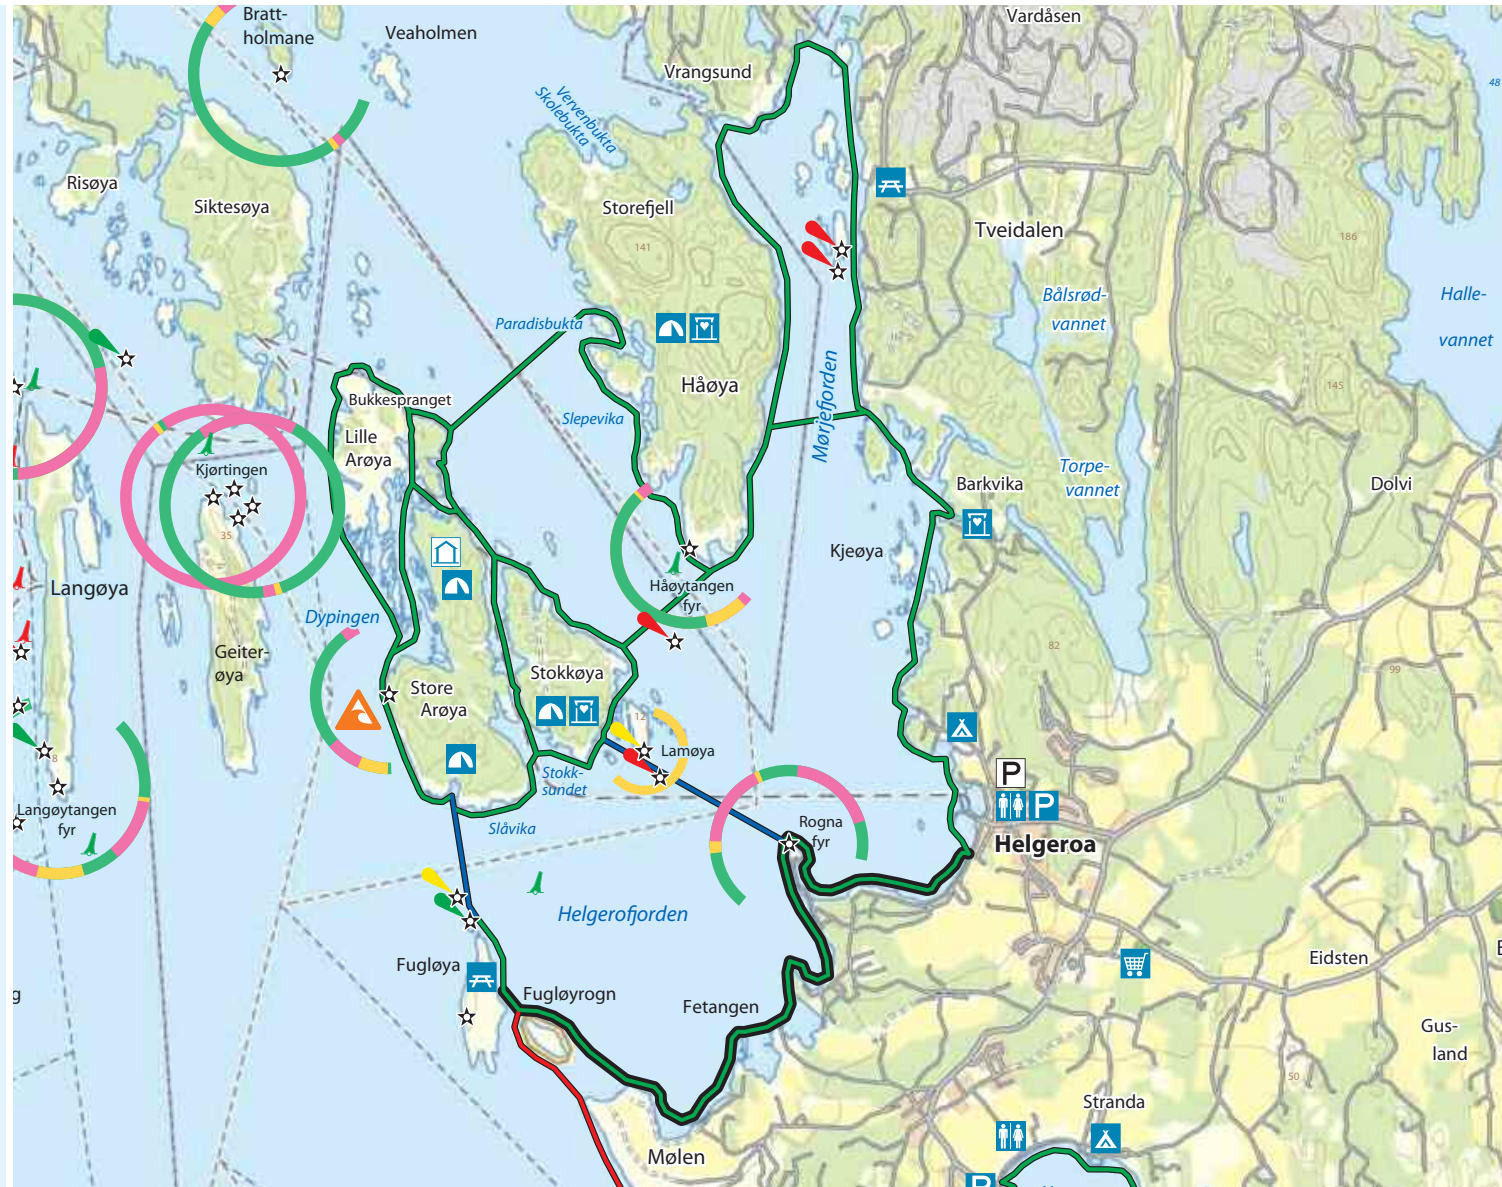 Bratt-
holmane
Veaholmen
Vardåsen
Vrangsund
48
Vervenbukta
Skolebukta
Risøya
Siktesøya
Storefjell
141
Tveidalen
186
Bålsrød-
vannet
Halle-
vannet
Paradisbukta
Håøya
145
Bukkespranget
Slepevika
Mørjefjorden
Lille
Arøya
Kjørtingen
Torpe-
vannet
Barkvika
Dolvi
35
Kjeøya
Langøya
Håøytangen
fyr
Dypingen
Geiter-
øya
82
Stokkøya
99
Store
Arøya
12
Lamøya
8
Stokk-
sundet
P
P
Langøytangen
fyr
Slåvika
Rogna
fyr
Helgeroa
Helgerofjorden
Fugløya
Eidsten
E
g
Fugløyrogn
Fetangen
Gus-
land
50
Stranda
Mølen
P